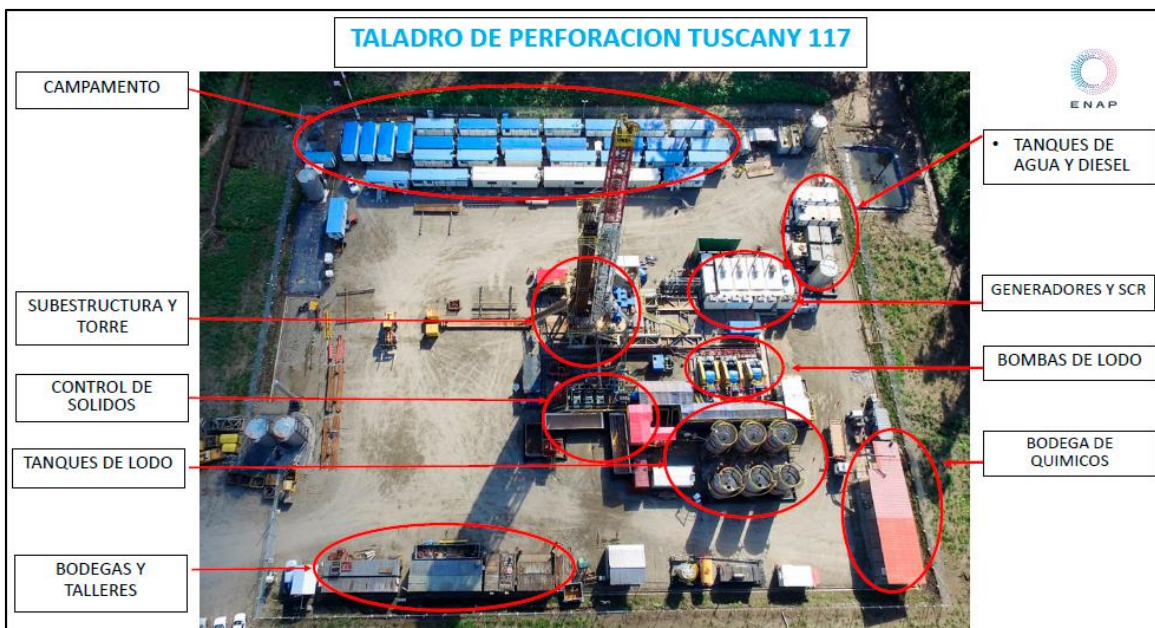 TALADRO DE PERFORACION TUSCANY 117
ENAP
CAMPAMENTO
• TANQUES DE
AGUA Y DIESEL
SUBESTRUCTURA Y
TORRE
GENERADORES Y SCR
CONTROL DE
SOLIDOS
BOMBAS DE LODO
TANQUES DE LODO
BODEGA DE
QUIMICOS
BODEGAS Y
TALLERES